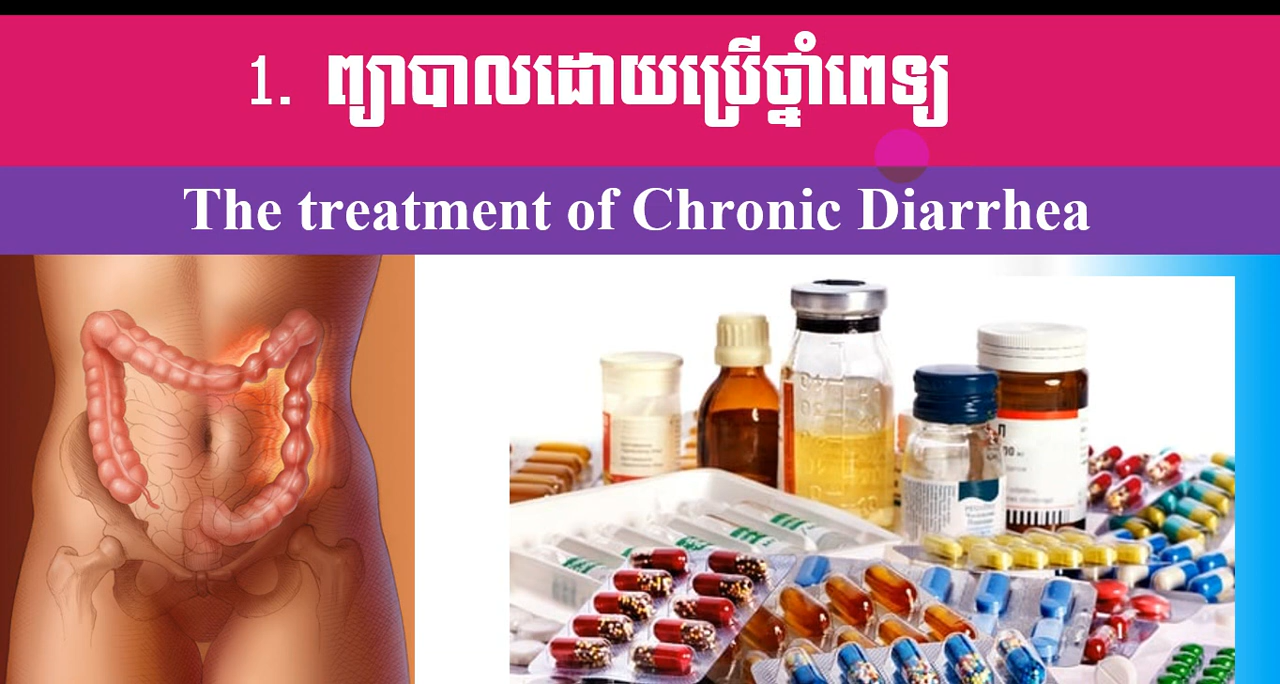 1. ព្យាបាលដោយប្រើថ្នាំពេទ្យ
The treatment of Chronic Diarrhea